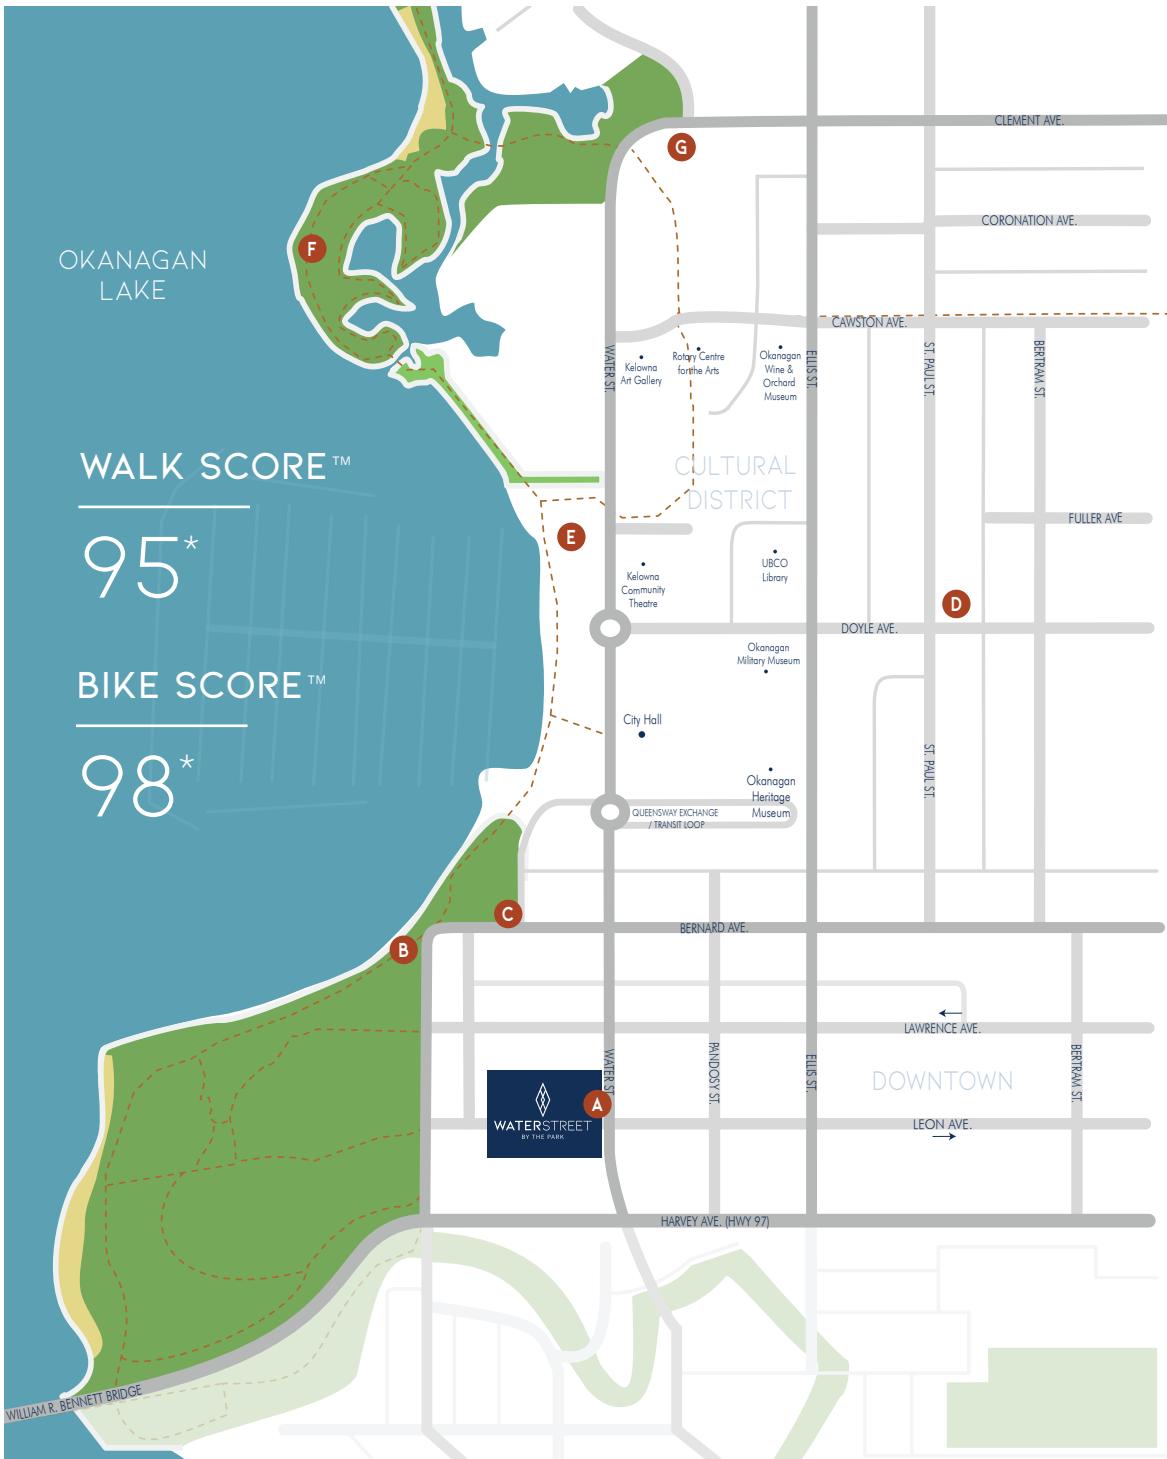 CLEMENT AVE.
G
CORONATION AVE.
F
OKANAGAN
LAKE
CAWSTON AVE.
WATER ST.
ELLIS ST.
ST. PAUL ST.
BERTRAM ST.
Kelowna
Art Gallery
Rotary Centre
for the Arts
Okanagan
Wine &
Orchard
Museum
WALK SCORE™
95*
CULTURAL
DISTRICT
FULLER AVE
E
UBCO
Library
Kelowna
Community
Theatre
D
DOYLE AVE.
Okanagan
Military Museum
BIKE SCORE™
98*
City Hall
ST. PAUL ST.
Okanagan
Heritage
Museum
QUEENSWAY EXCHANGE
/ TRANSIT LOOP
C
BERNARD AVE.
B
LAWRENCE AVE.
WATER ST.
PANDOSY ST.
ELLIS ST.
BERTRAM ST.
DOWNTOWN
A
WATERSTREET
BY THE PARK
LEON AVE.
HARVEY AVE. (HWY 97)
WILLIAM R. BENNETT BRIDGE